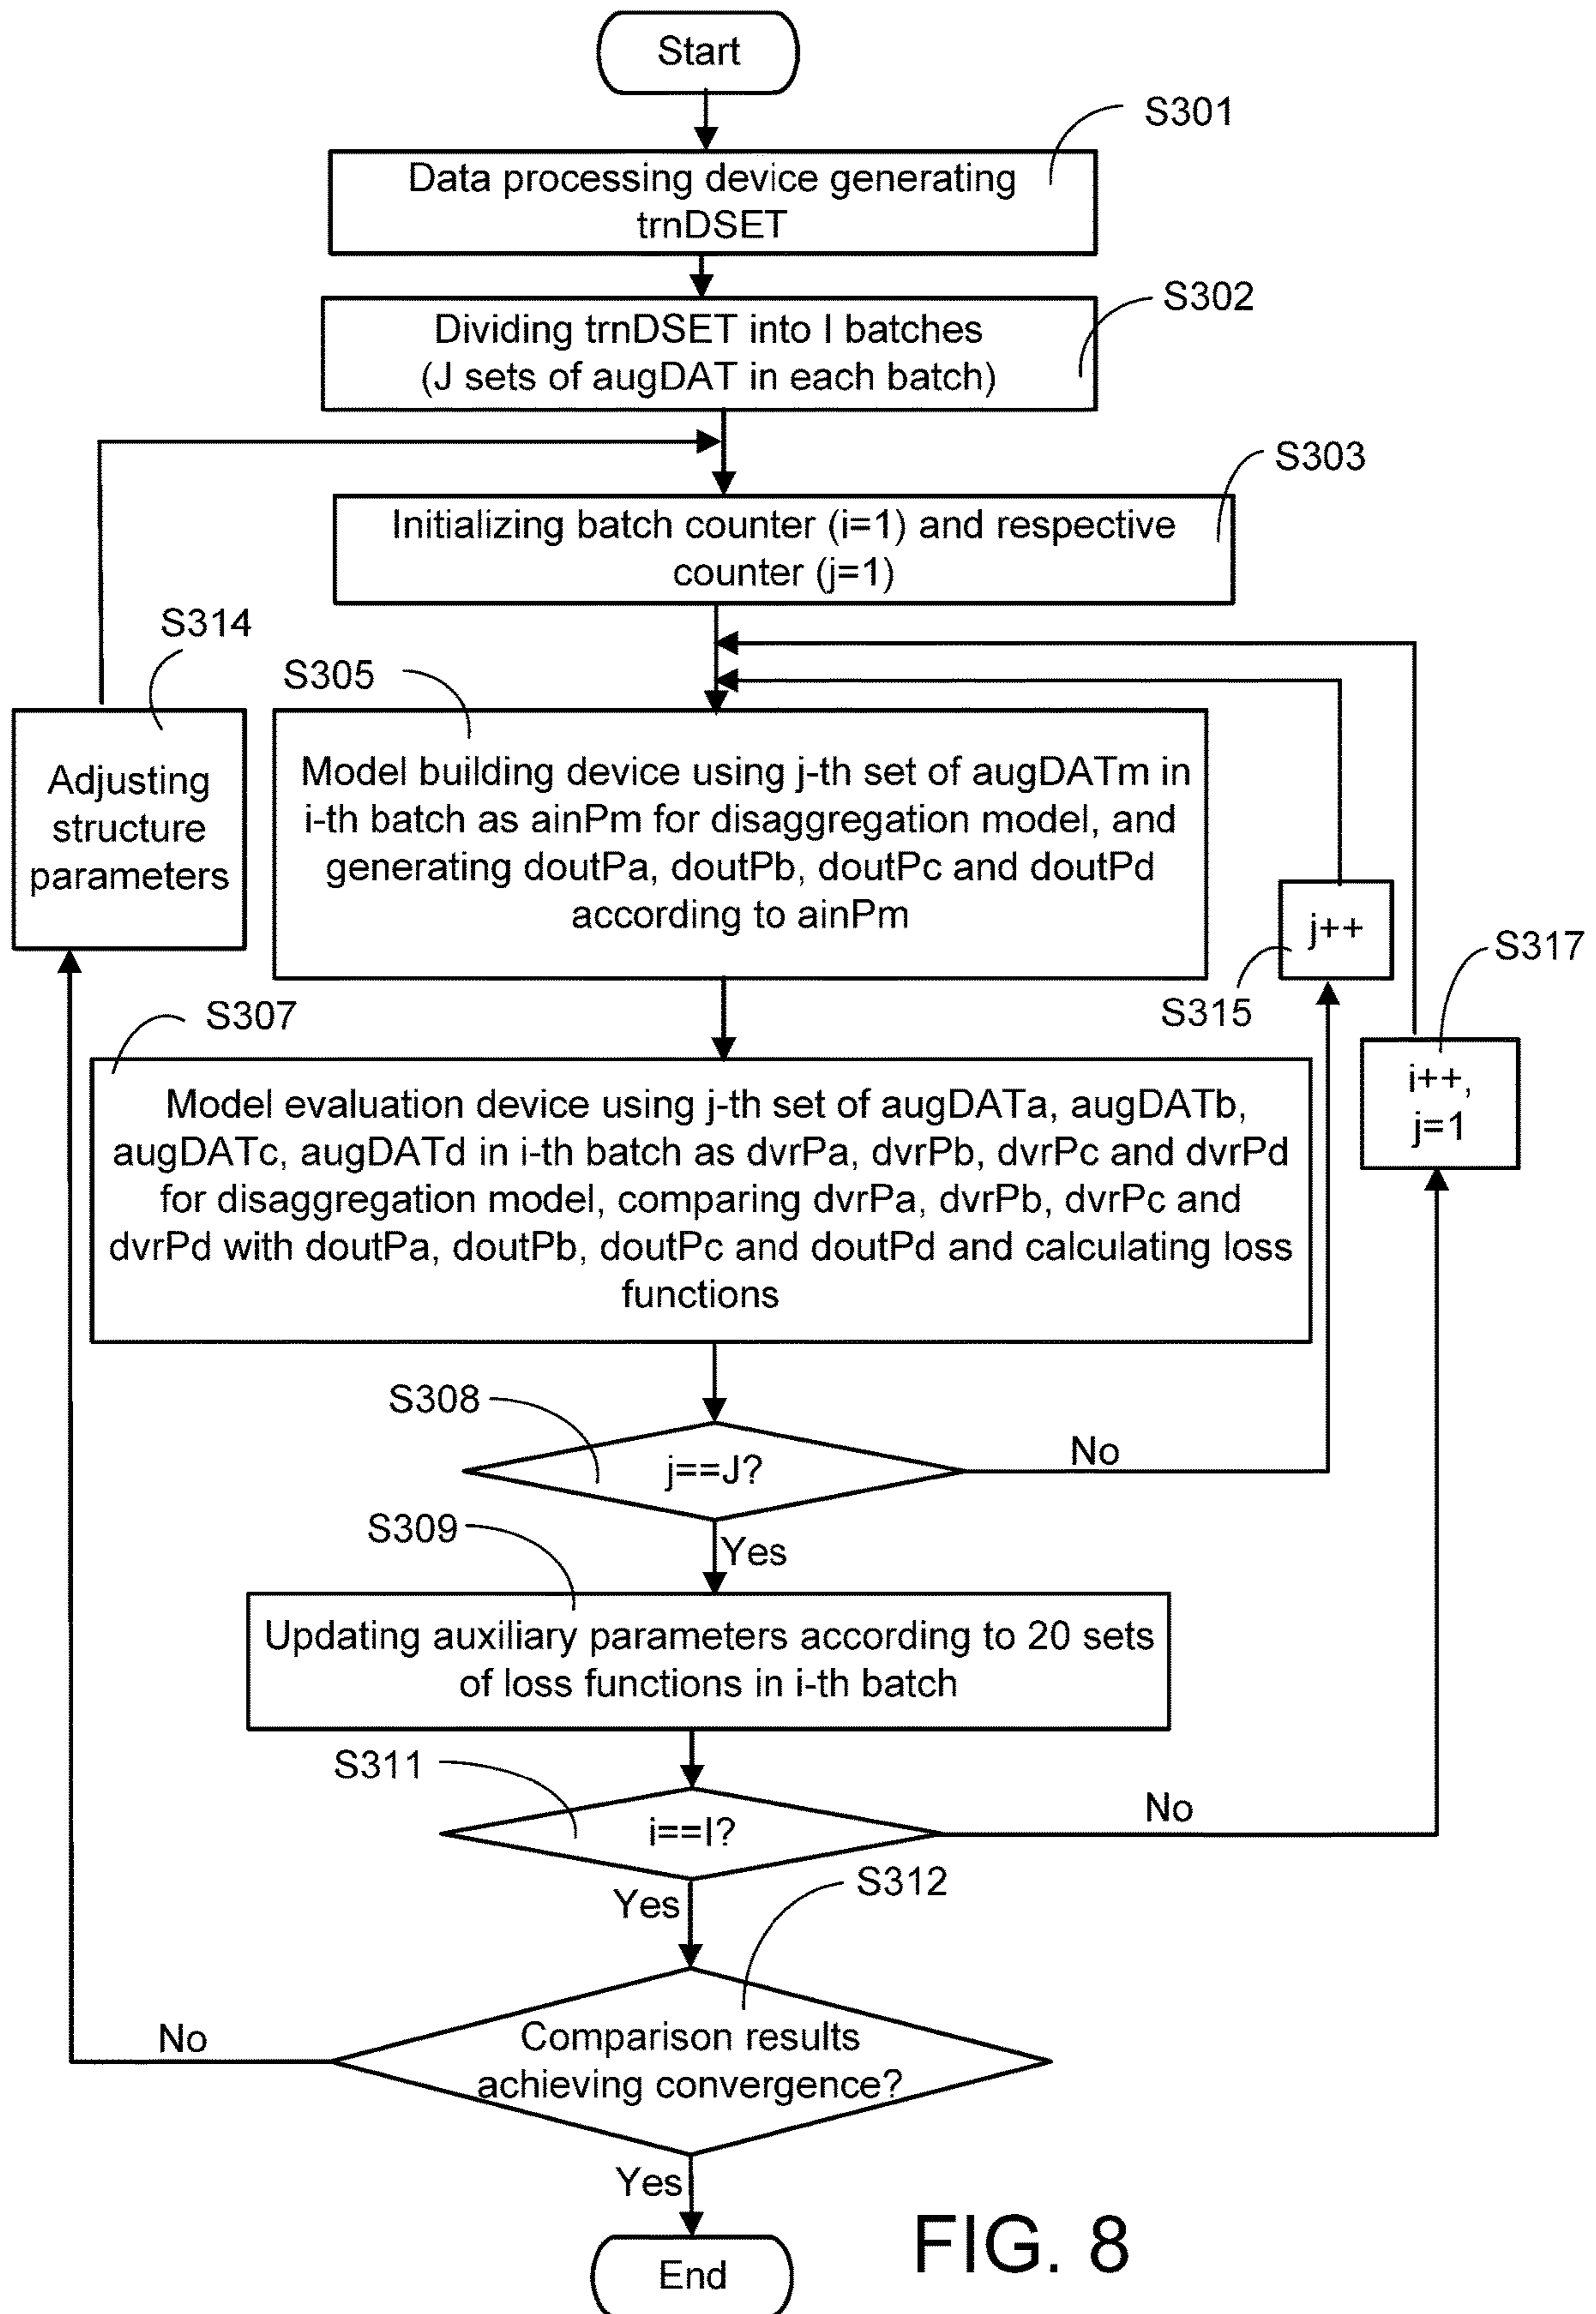 Start
S301
Data processing device generating
trnDSET
S302
Dividing trnDSET into I batches
(J sets of augDAT in each batch)
S303
Initializing batch counter (i=1) and respective
counter (j=1)
S314
Adjusting
structure
parameters
S305
Model building device using j-th set of augDATm in
i-th batch as ainPm for disaggregation model, and
generating doutPa, doutPb, doutPc and doutPd
according to ainPm
j++
S315
S317
i++,
j=1
S307
Model evaluation device using j-th set of augDATa, augDATb,
augDATc, augDATd in i-th batch as dvrPa, dvrPb, dvrPc and dvrPd
for disaggregation model, comparing dvrPa, dvrPb, dvrPc and
dvrPd with doutPa, doutPb, doutPc and doutPd and calculating loss
functions
S308
j==J?
No
Yes
S309
Updating auxiliary parameters according to 20 sets
of loss functions in i-th batch
S311
i==I?
No
Yes
S312
Comparison results
achieving convergence?
No
Yes
End
FIG. 8